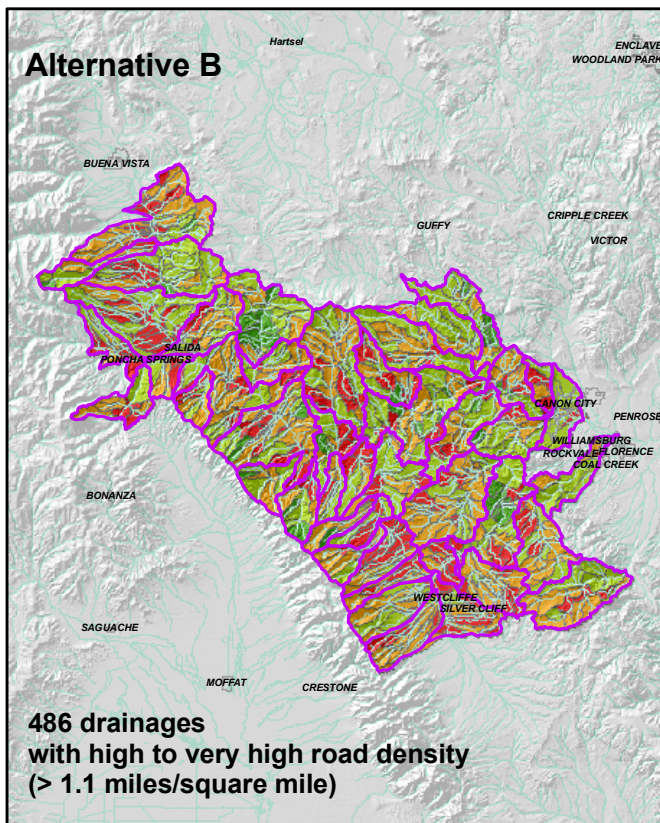 Hartsel
ENCLAVE
WOODLAND PARK
Alternative B
BUENA VISTA
CRIPPLE CREEK
GUFFY
VICTOR
SALIDA
PONCHA SPRINGS
CANON CITY
PENROSE
WILLIAMSBURG
ROCKVALE
FLORENCE
COAL CREEK
BONANZA
WESTCLIFFE
SILVER CLIFF
SAGUACHE
MOFFAT
CRESTONE
486 drainages
with high to very high road density
(> 1.1 miles/square mile)